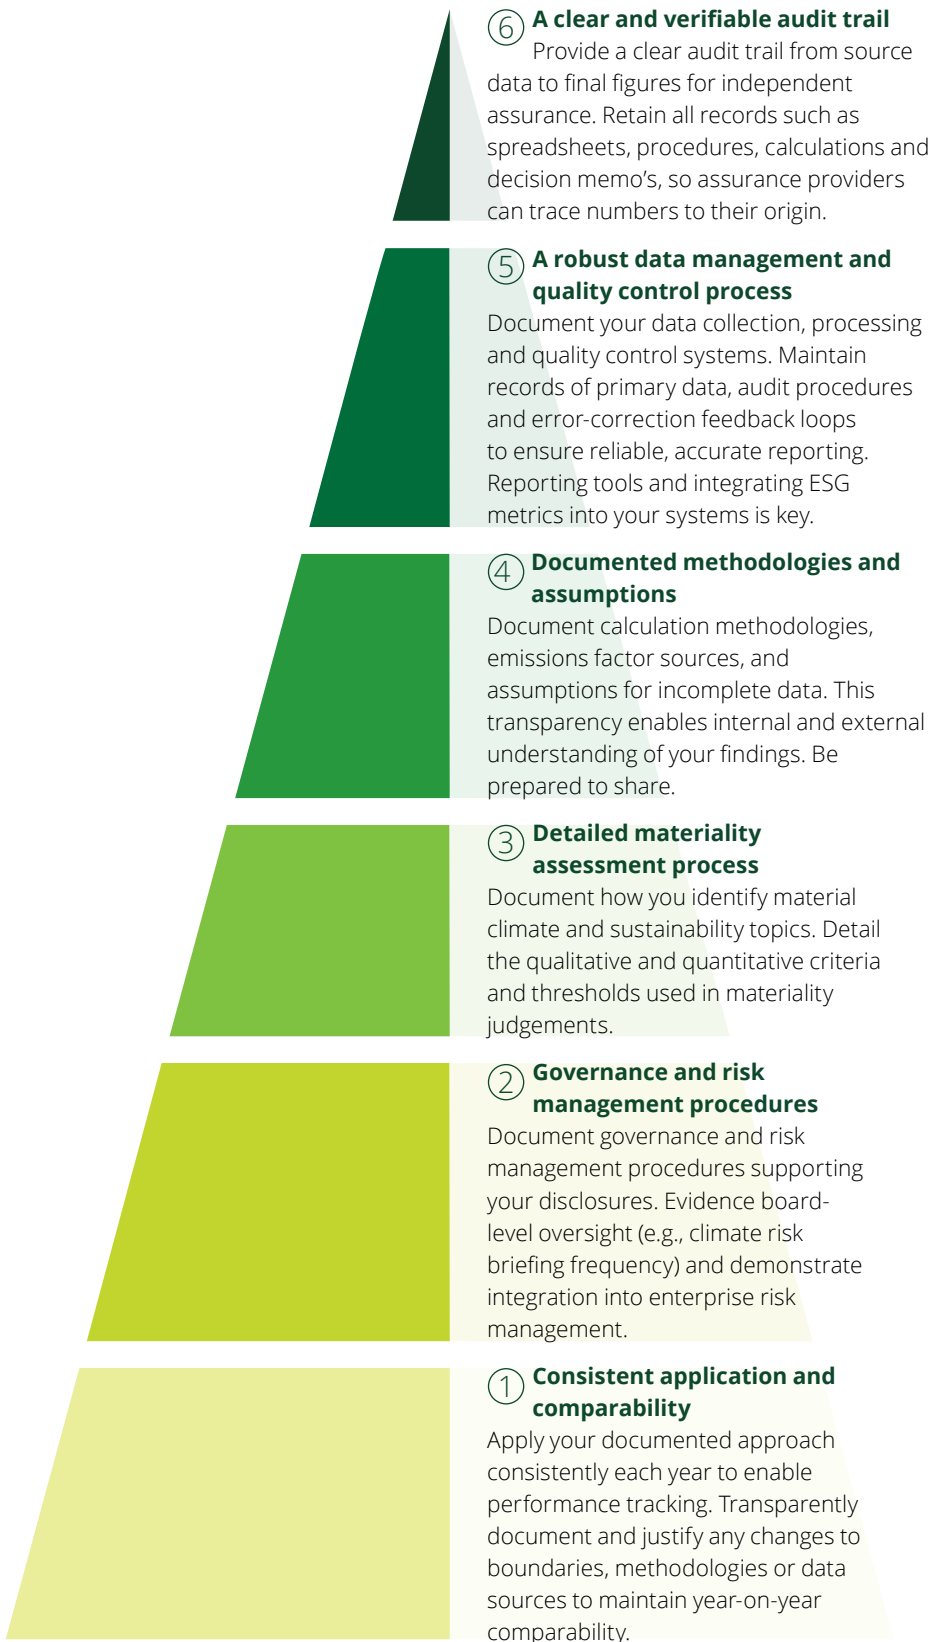 6 A clear and verifiable audit trail
Provide a clear audit trail from source
data to final figures for independent
assurance. Retain all records such as
spreadsheets, procedures, calculations and
decision memo’s, so assurance providers
can trace numbers to their origin.
5 A robust data management and
quality control process
Document your data collection, processing
and quality control systems. Maintain
records of primary data, audit procedures
and error-correction feedback loops
to ensure reliable, accurate reporting.
Reporting tools and integrating ESG
metrics into your systems is key.
4 Documented methodologies and
assumptions
Document calculation methodologies,
emissions factor sources, and
assumptions for incomplete data. This
transparency enables internal and external
understanding of your findings. Be
prepared to share.
3 Detailed materiality
assessment process
Document how you identify material
climate and sustainability topics. Detail
the qualitative and quantitative criteria
and thresholds used in materiality
judgements.
2 Governance and risk
management procedures
Document governance and risk
management procedures supporting
your disclosures. Evidence board-
level oversight (e.g., climate risk
briefing frequency) and demonstrate
integration into enterprise risk
management.
1 Consistent application and
comparability
Apply your documented approach
consistently each year to enable
performance tracking. Transparently
document and justify any changes to
boundaries, methodologies or data
sources to maintain year-on-year
comparability.